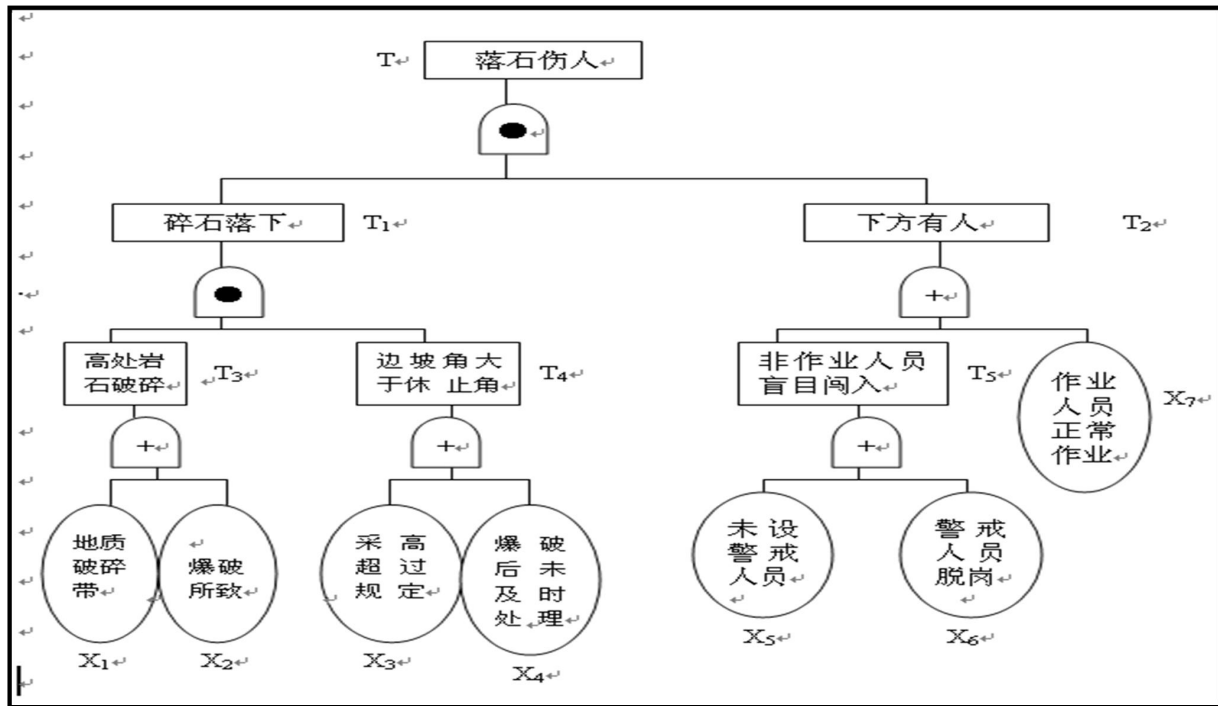 T
落石伤人
碎石落下
T₁
下方有人
T₂
+
高处岩
石破碎
T₃
边坡角大
于休 止角
T₄
非作业人员
盲目闯入
T₅
作业
人员
正常
作业
X₇
+
+
+
地质
破碎
带
爆破
所致
采高
超过
规定
爆破
后未
及时
处理
未设
警戒
人员
警戒
人员
脱岗
X₁
X₂
X₃
X₄
X₅
X₆